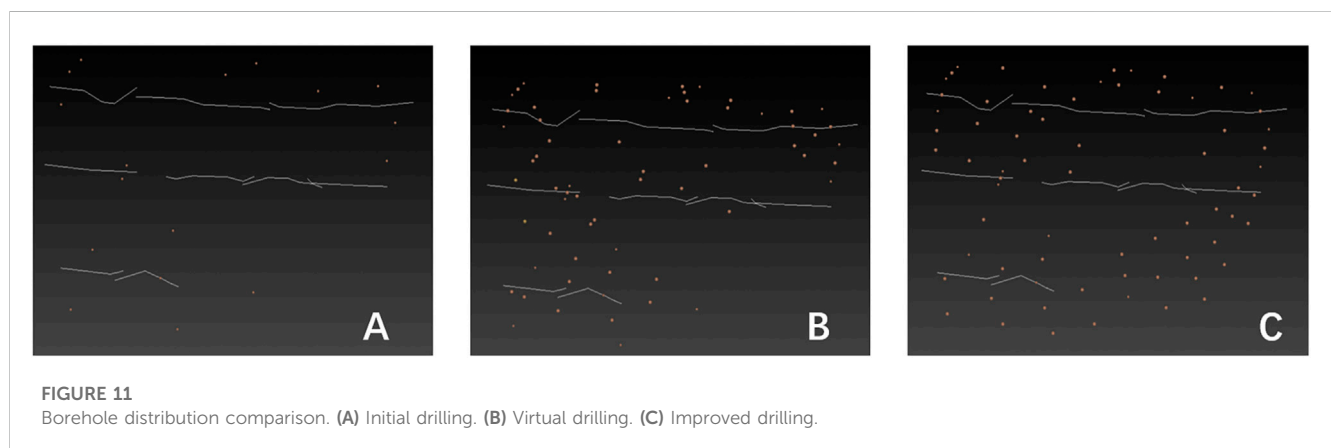 A
B
C
FIGURE 11
Borehole distribution comparison. (A) Initial drilling. (B) Virtual drilling. (C) Improved drilling.